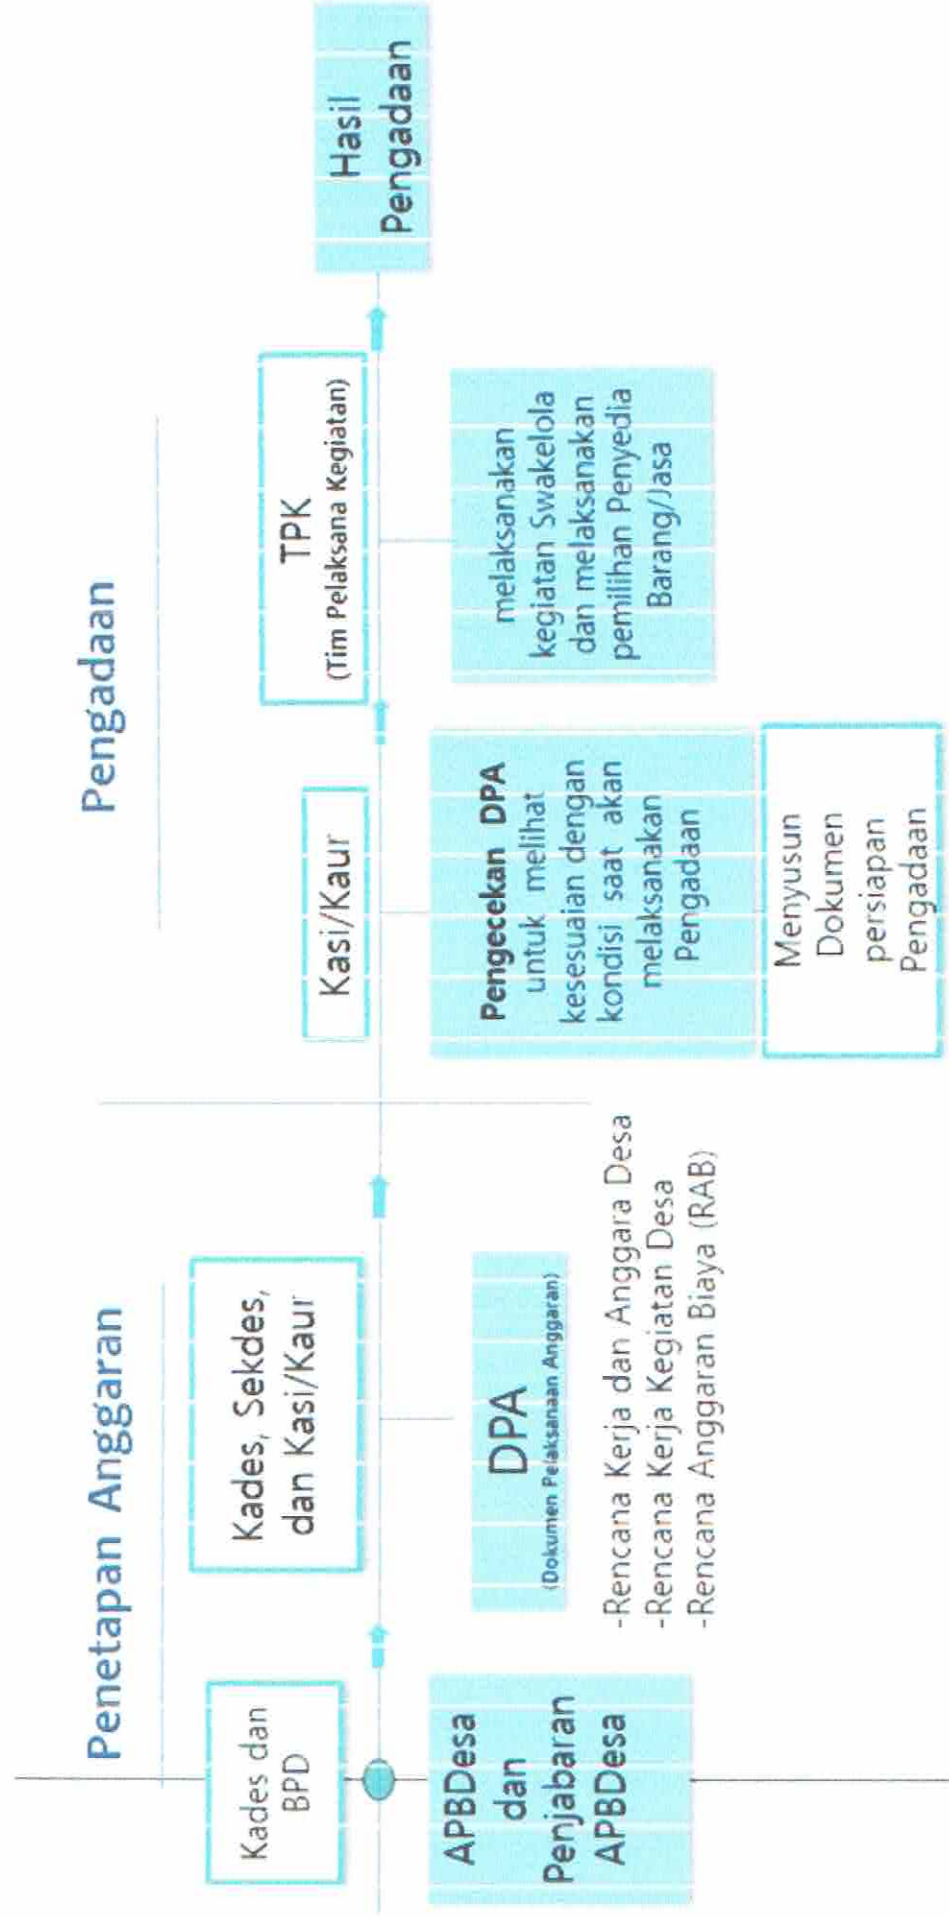 Penetapan Anggaran
Kades dan
BPD
APBDesa
dan
Penjabaran
APBDesa
Kades, Sekdes,
dan Kasi/Kaur
DPA
(Dokumen Pelaksanaan Anggaran)
-Rencana Kerja dan Anggara Desa
-Rencana Kerja Kegiatan Desa
-Rencana Anggaran Biaya (RAB)
Pengadaan
Kasi/Kaur
Pengecekan DPA
untuk melihat
kesesuaian dengan
kondisi saat akan
melaksanakan
Pengadaan
Menyusun
Dokumen
persiapan
Pengadaan
TPK
(Tim Pelaksana Kegiatan)
melaksanakan
kegiatan Swakelola
dan melaksanakan
pemilihan Penyedia
Barang/Jasa
Hasil
Pengadaan